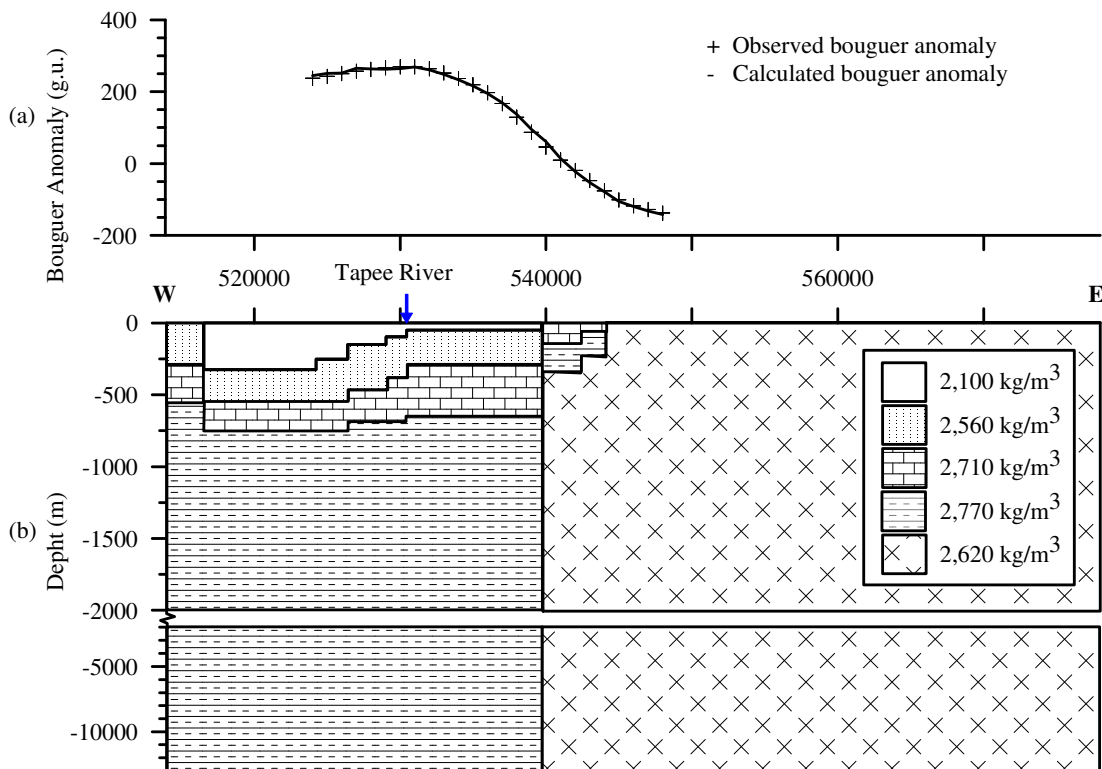 400
200
0
-200
(a)
Bouguer Anomaly (g.u.)
+ Observed bouguer anomaly
- Calculated bouguer anomaly
520000
540000
560000
Tapee River
W
E
0
-500
-1000
-1500
-2000
-5000
-10000
(b)
Depht (m)
2,100 kg/m³
2,560 kg/m³
2,710 kg/m³
2,770 kg/m³
2,620 kg/m³